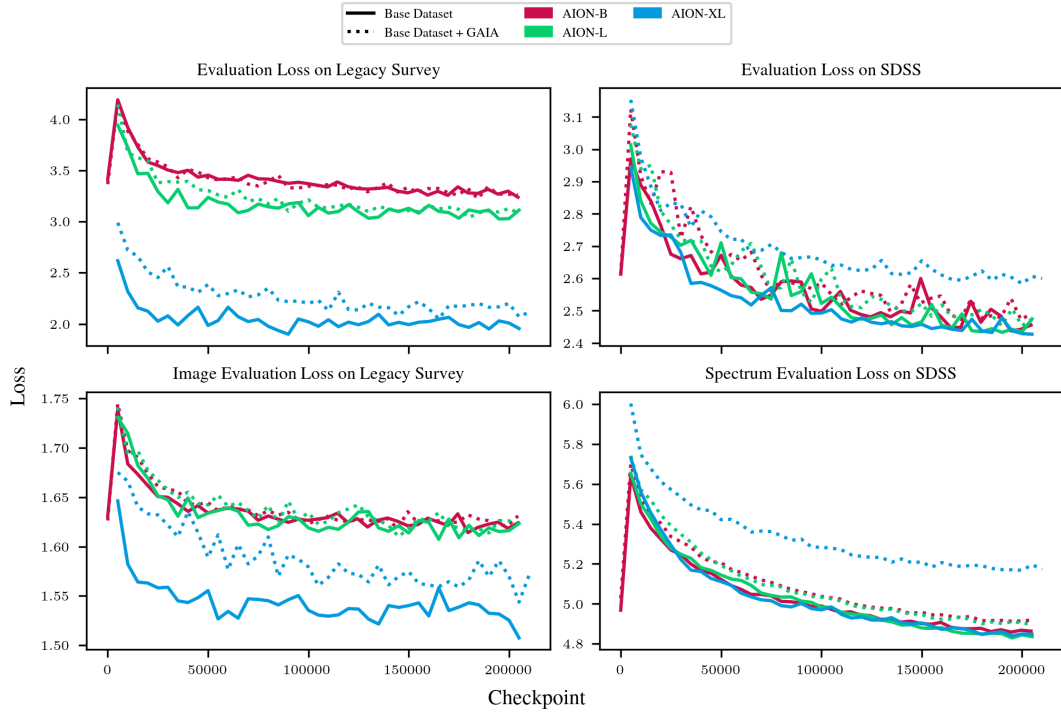 Base Dataset
Base Dataset + GAIA
AION-B
AION-L
AION-XL
Evaluation Loss on Legacy Survey
4.0
3.5
3.0
2.5
2.0
Evaluation Loss on SDSS
3.1
3.0
2.9
2.8
2.7
2.6
2.5
2.4
Loss
Image Evaluation Loss on Legacy Survey
1.75
1.70
1.65
1.60
1.55
1.50
0 50000 100000 150000 200000
Spectrum Evaluation Loss on SDSS
6.0
5.8
5.6
5.4
5.2
5.0
4.8
0 50000 100000 150000 200000
Checkpoint